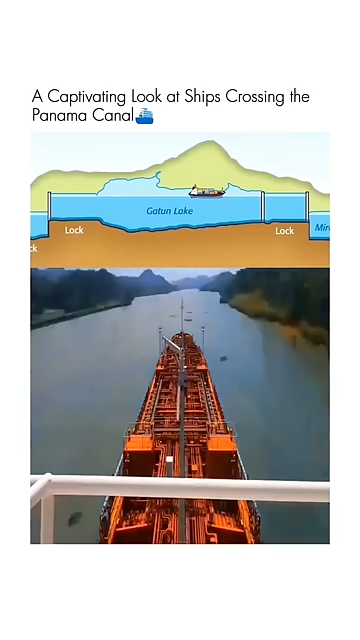 A Captivating Look at Ships Crossing the
Panama Canal🛳️
Gatun Lake
Lock
Lock